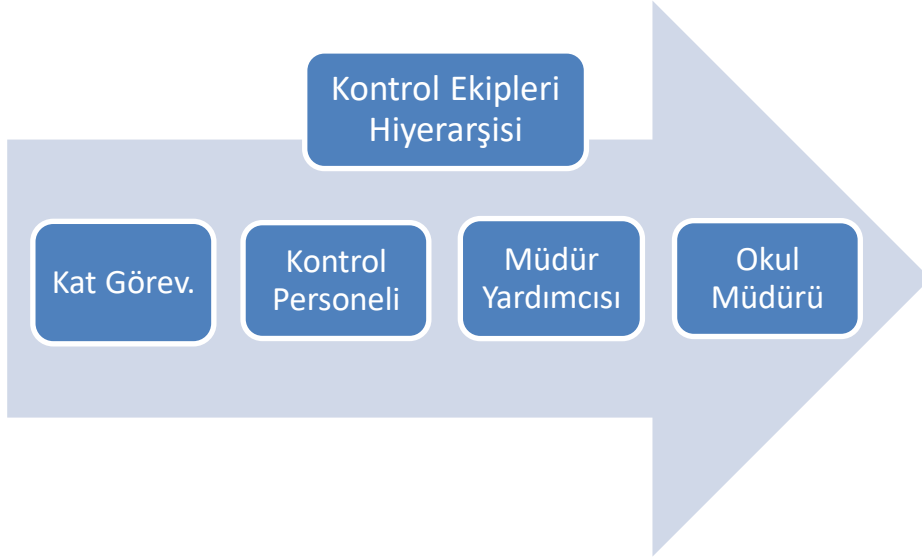 Kontrol Ekipleri
Hiyerarşisi
Kat Görev.
Kontrol
Personeli
Müdür
Yardımcısı
Okul
Müdürü